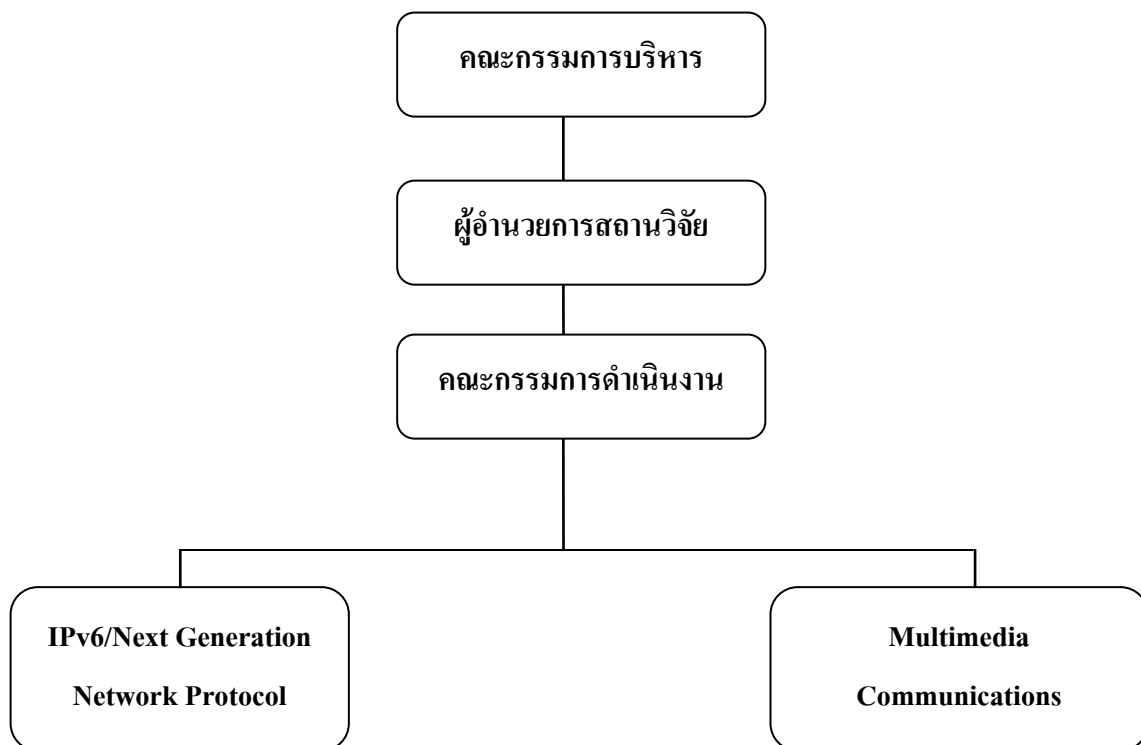 คณะกรรมการบริหาร
ผู้อำนวยการสถานวิจัย
คณะกรรมการดำเนินงาน
IPv6/Next Generation
Network Protocol
Multimedia
Communications